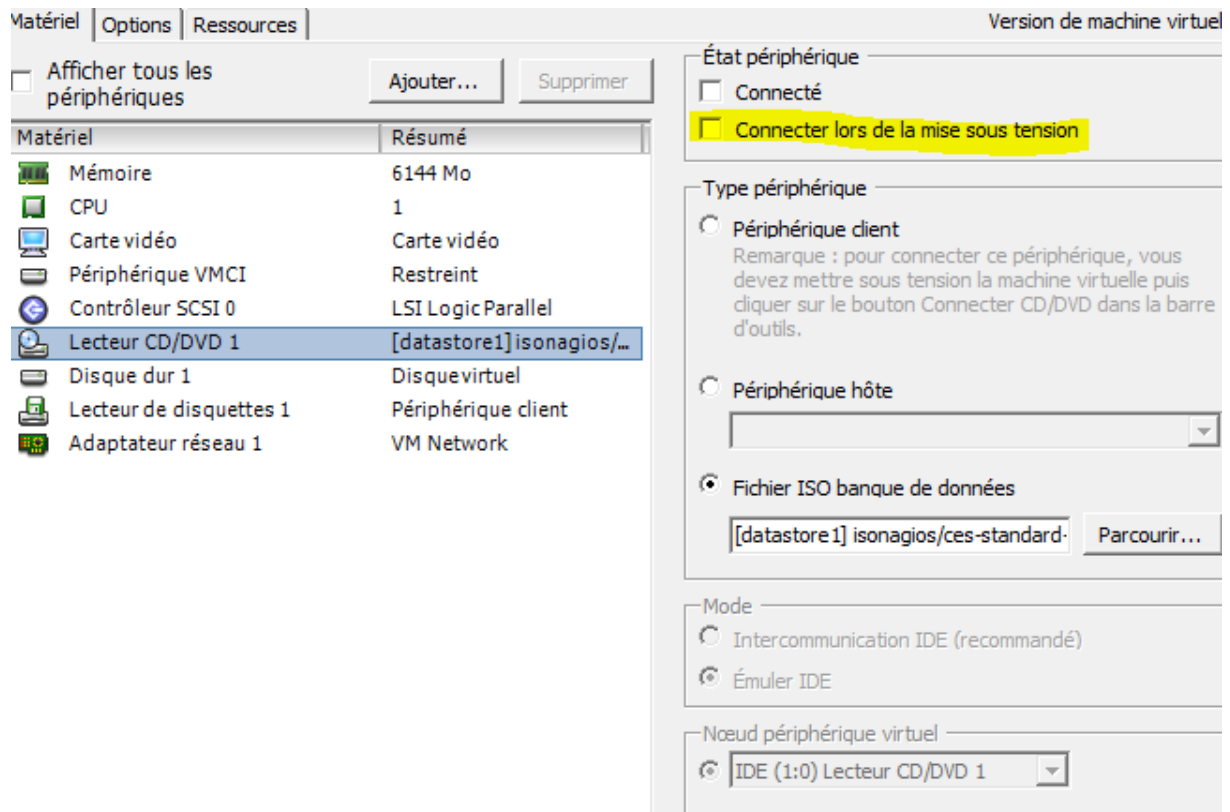 Matériel Options Ressources Version de machine virtuel
Afficher tous les
périphériques
Ajouter... Supprimer
Matériel Résumé
Mémoire 6144 Mo
CPU 1
Carte vidéo Carte vidéo
Périphérique VMCI Restreint
Contrôleur SCSI 0 LSI Logic Parallel
Lecteur CD/DVD 1 [datastore1] isonagios/...
Disque dur 1 Disque virtuel
Lecteur de disquettes 1 Périphérique client
Adaptateur réseau 1 VM Network
État périphérique
Connecté
Connecter lors de la mise sous tension
Type périphérique
Périphérique client
Remarque : pour connecter ce périphérique, vous
devez mettre sous tension la machine virtuelle puis
cliquer sur le bouton Connecter CD/DVD dans la barre
d'outils.
Périphérique hôte
Fichier ISO banque de données
[datastore1] isonagios/ces-standard- Parcourir...
Mode
Intercommunication IDE (recommandé)
Émuler IDE
Nœud périphérique virtuel
IDE (1:0) Lecteur CD/DVD 1